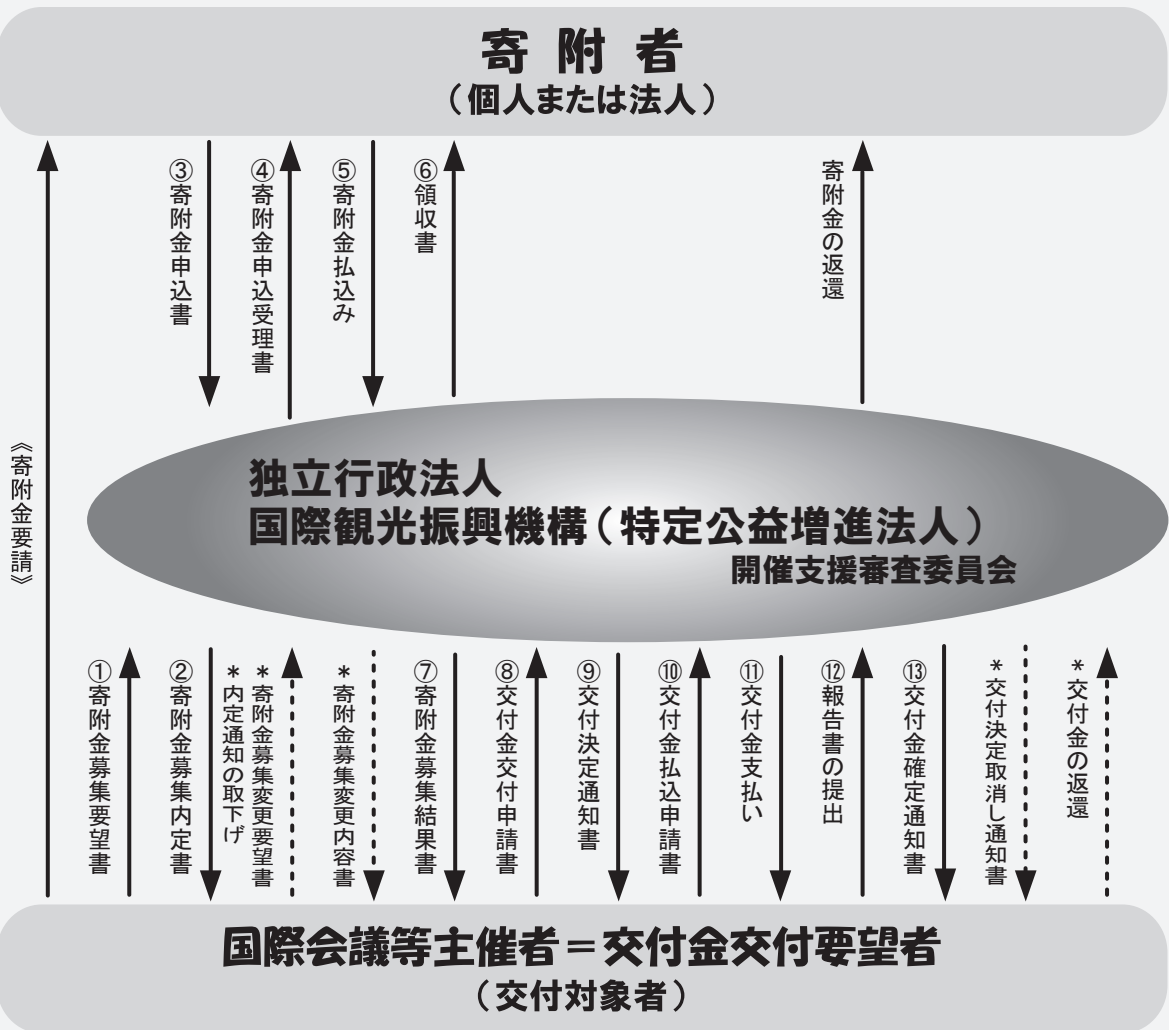 寄附者
（個人または法人）
③寄附金申込書
④寄附金申込受理書
⑤寄附金払込み
⑥領収書
寄附金の返還
《寄附金要請》
独立行政法人
国際観光振興機構（特定公益増進法人）
開催支援審査委員会
①寄附金募集要望書
②寄附金募集内定書
＊寄附金募集変更要望書
＊内定通知の取下げ
＊寄附金募集変更内容書
⑦寄附金募集結果書
⑧交付金交付申請書
⑨交付決定通知書
⑩交付金払込申請書
⑪交付金支払い
⑫報告書の提出
⑬交付金確定通知書
＊交付決定取消し通知書
＊交付金の返還
国際会議等主催者＝交付金交付要望者
（交付対象者）